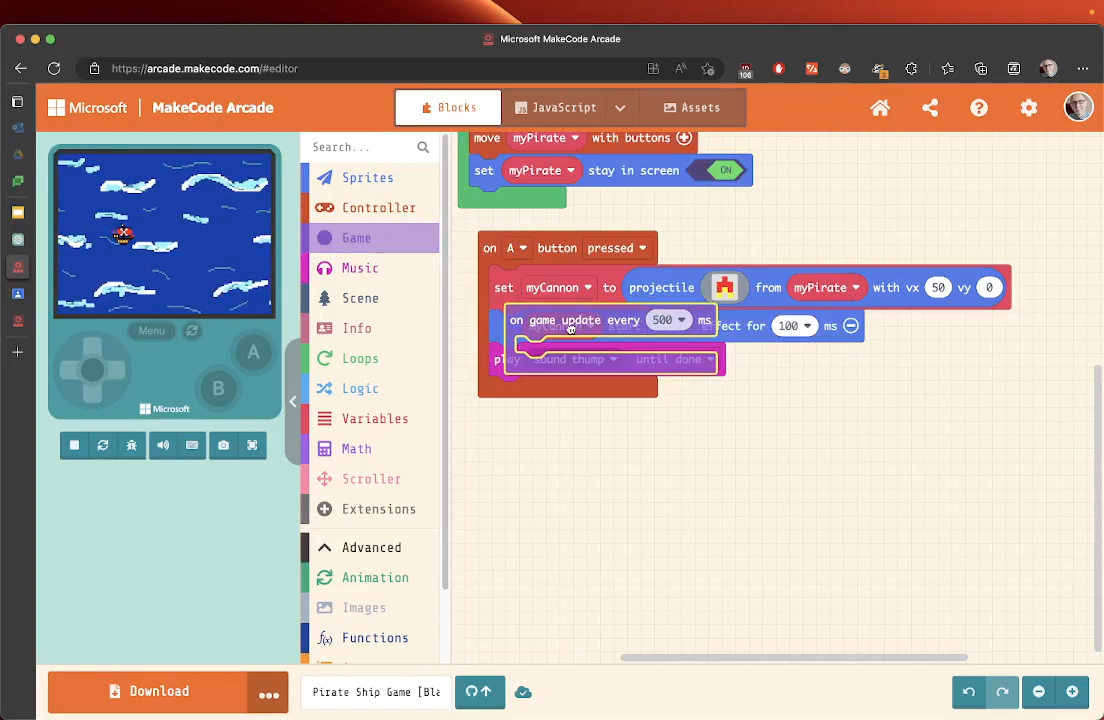 Microsoft MakeCode Arcade
https://arcade.makecode.com/#editor
106
3
Microsoft
MakeCode Arcade
Blocks
JavaScript
Assets
Search...
Sprites
Controller
Game
Music
Scene
Info
Loops
Logic
Variables
Math
Scroller
Extensions
Advanced
Animation
Images
Functions
Menu
A
B
Microsoft
move myPirate with buttons
set myPirate stay in screen ON
on A button pressed
set myCannon to projectile from myPirate with vx 50 vy 0
on game update every 500 ms
effect for 100 ms
play sound thump until done
Download
Pirate Ship Game [Bla